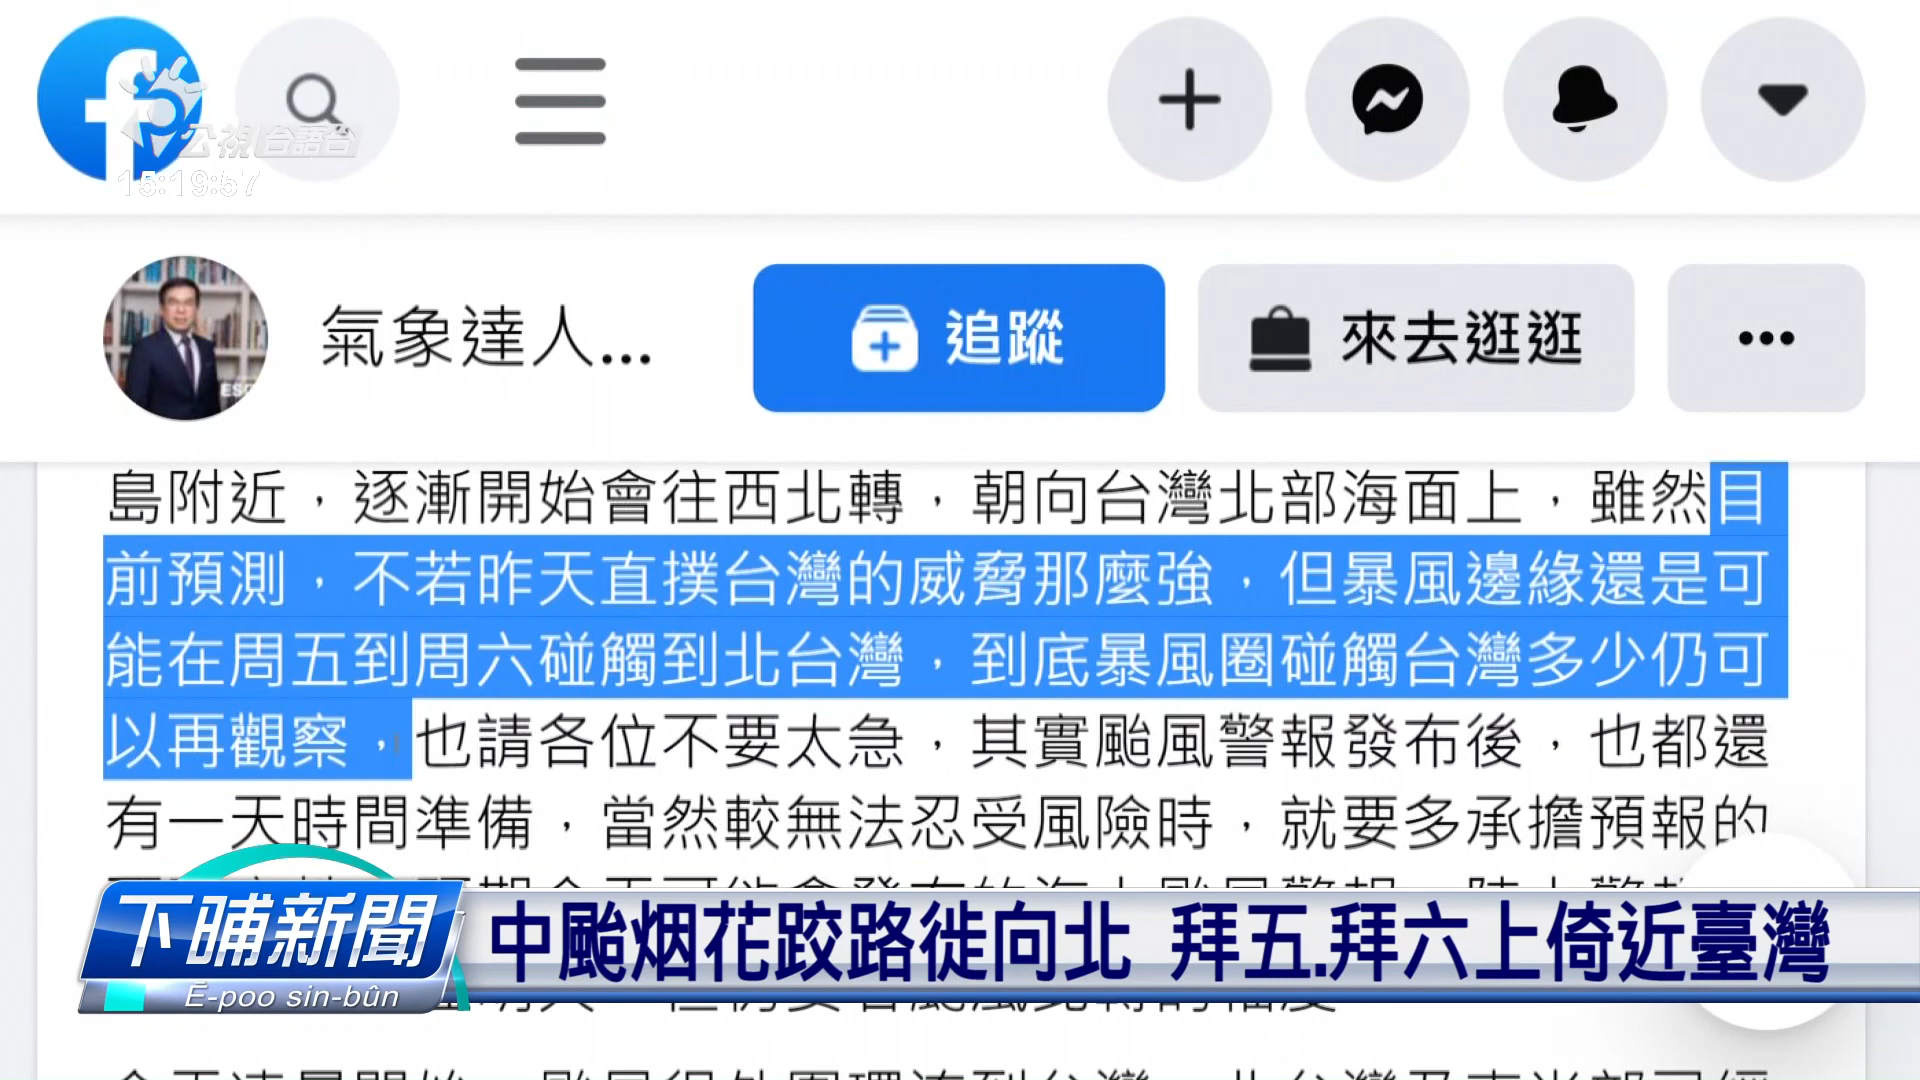 公視台語台
15:19:57
氣象達人...
追蹤
來去逛逛
島附近，逐漸開始會往西北轉，朝向台灣北部海面上，雖然目
前預測，不若昨天直撲台灣的威脅那麼強，但暴風邊緣還是可
能在周五到周六碰觸到北台灣，到底暴風圈碰觸台灣多少仍可
以再觀察，也請各位不要太急，其實颱風警報發布後，也都還
有一天時間準備，當然較無法忍受風險時，就要多承擔預報的
下晡新聞
Ē-poo sin-bûn
中颱烟花跤路徙向北 拜五.拜六上倚近臺灣